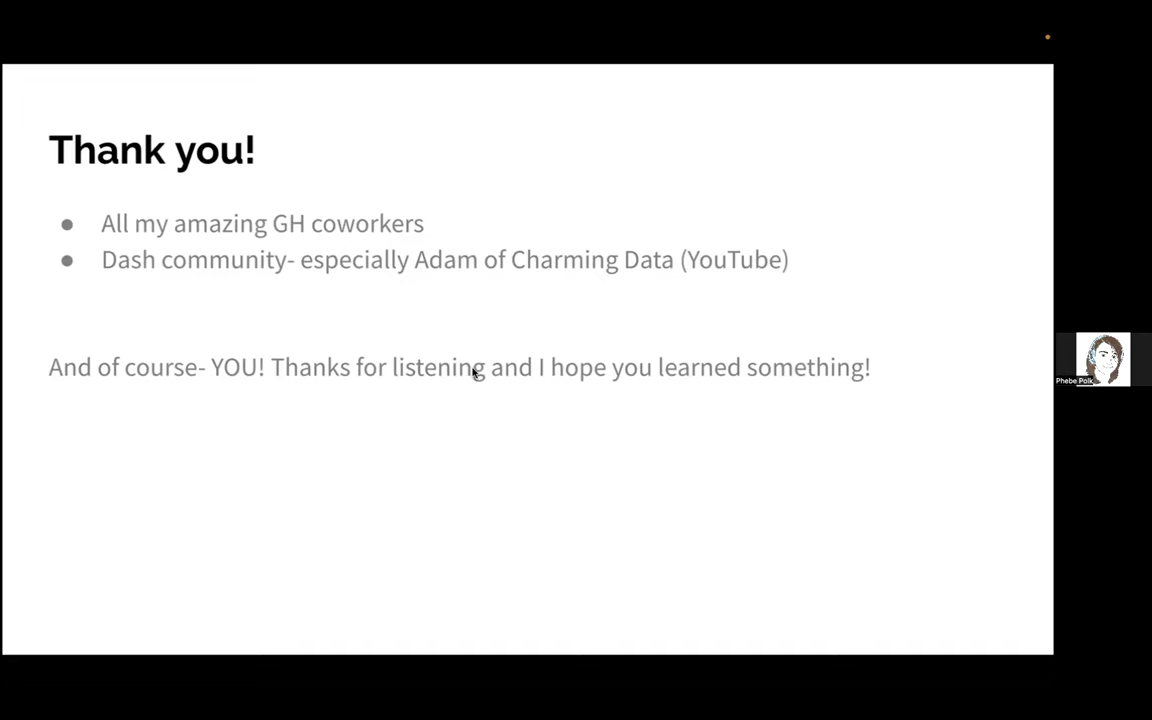 Thank you!
● All my amazing GH coworkers
● Dash community- especially Adam of Charming Data (YouTube)
And of course- YOU! Thanks for listening and I hope you learned something!
Phebe Polk